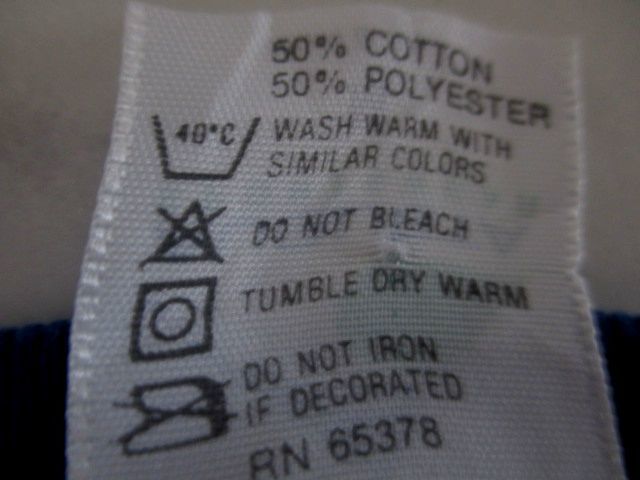 50% COTTON
50% POLYESTER
40°C WASH WARM WITH
SIMILAR COLORS
DO NOT BLEACH
TUMBLE DRY WARM
DO NOT IRON
IF DECORATED
RN 65378